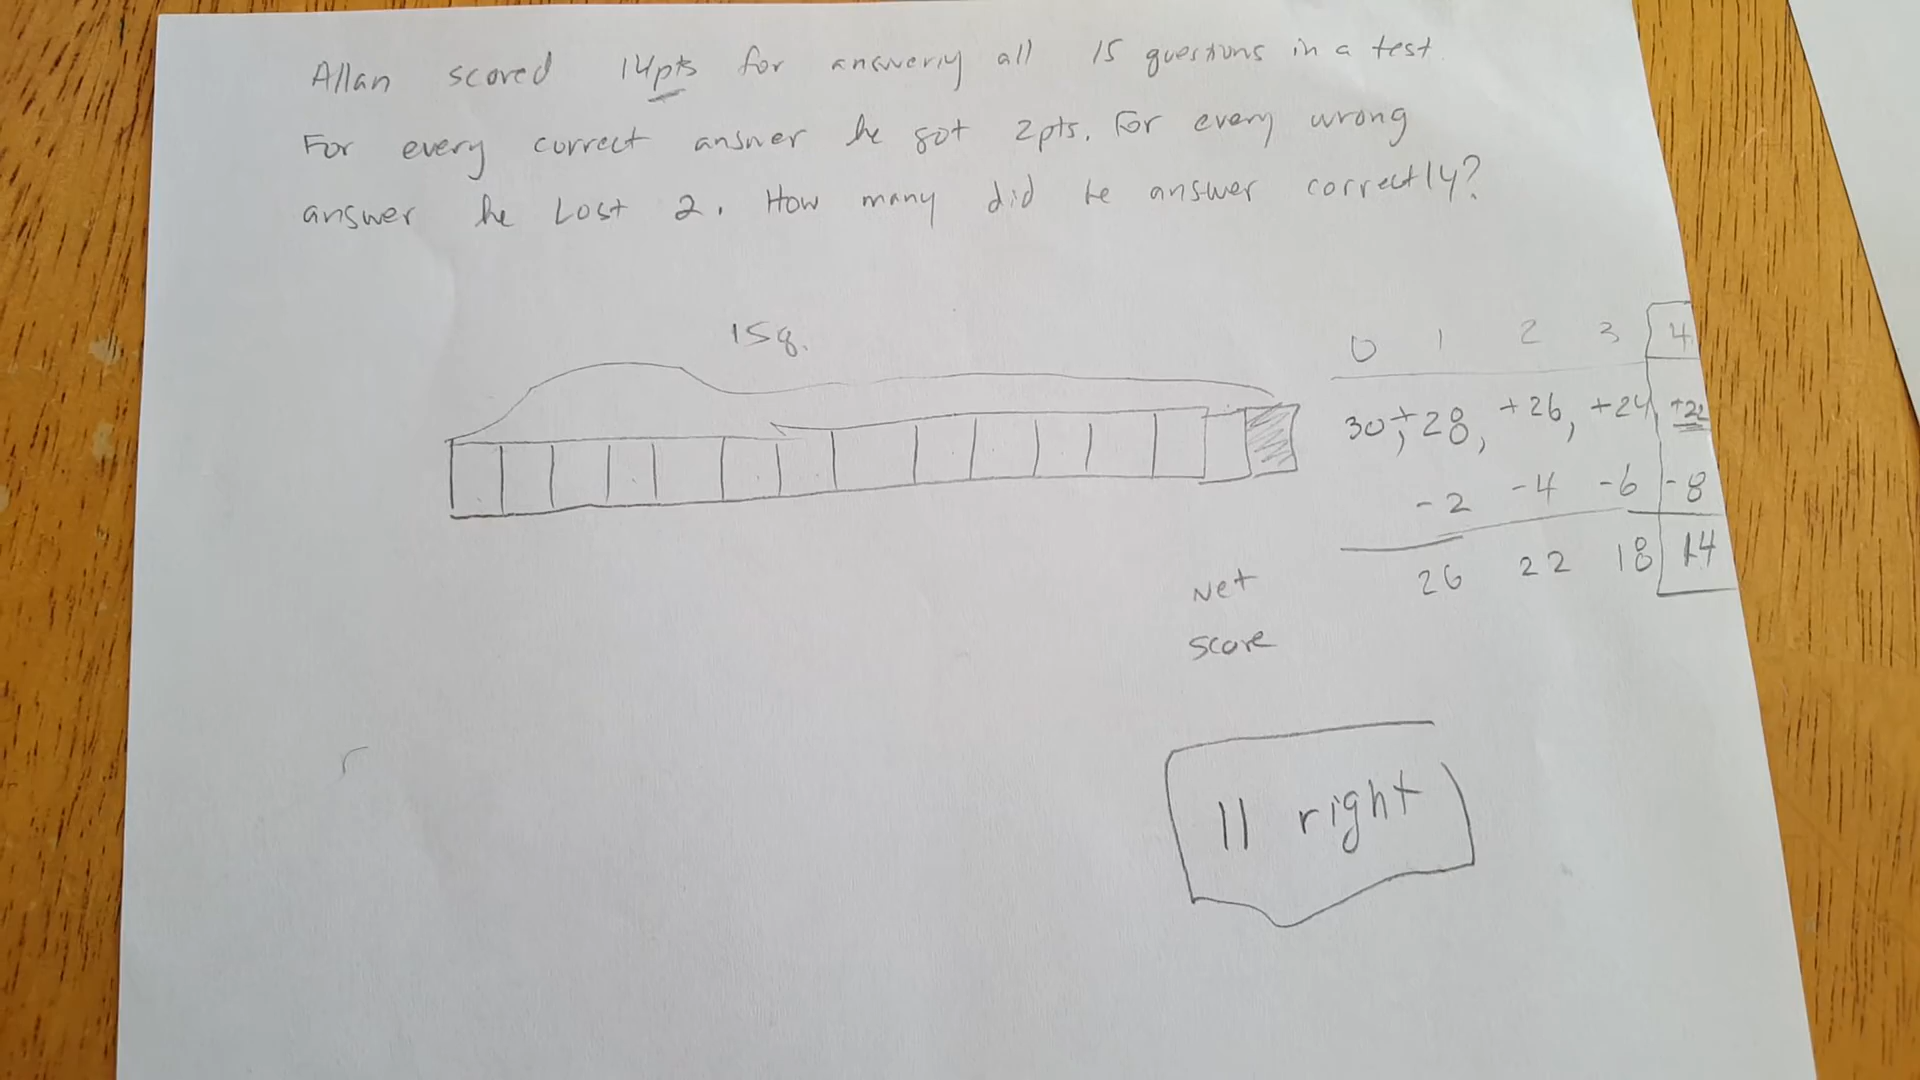 Allan scored 14pts for answering all 15 questions in a test.
For every correct answer he got 2pts. For every wrong
answer he Lost 2. How many did he answer correctly?
15q.
0 1 2 3 4
30, +28, +26, +24, +22
-2 -4 -6 -8
Net 26 22 18 14
score
11 right